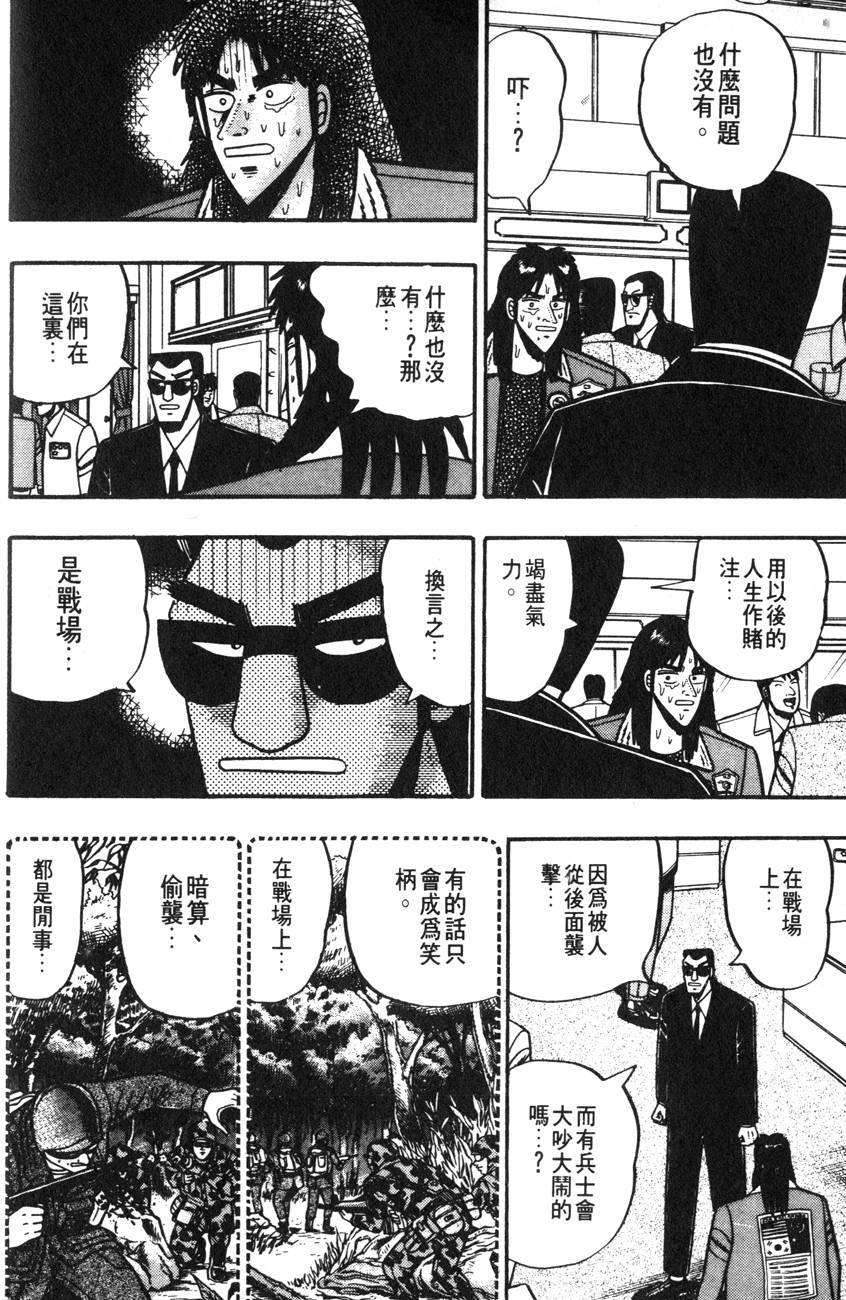 什麼問題
也沒有。
吓…?
什麼也沒
有…?那
麼…
你們在
這裏…
用以後的
人生作賭
注…
竭盡氣
力。
換言之…
是戰場…
在戰場
上…
因爲被人
從後面襲
擊…
而有兵士會
大吵大鬧的
嗎…?
有的話只
會成爲笑
柄。
在戰場上…
暗算、
偷襲…
都是閒事…